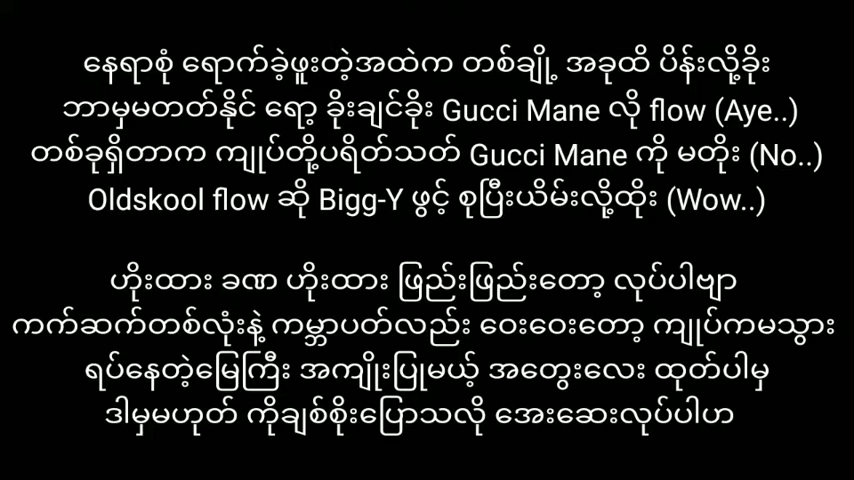 နေရာစုံ ရောက်ခဲ့ဖူးတဲ့အထဲက တစ်ချို့ အခုထိ ပိန်းလို့ခိုး
ဘာမှမတတ်နိုင် ရော့ ခိုးချင်ခိုး Gucci Mane လို flow (Aye..)
တစ်ခုရှိတာက ကျုပ်တို့ပရိတ်သတ် Gucci Mane ကို မတိုး (No..)
Oldskool flow ဆို Bigg-Y ဖွင့် စုပြီးယိမ်းလို့ထိုး (Wow..)
ဟိုးထား ခဏ ဟိုးထား ဖြည်းဖြည်းတော့ လုပ်ပါဗျာ
ကက်ဆက်တစ်လုံးနဲ့ ကမ္ဘာပတ်လည်း ဝေးဝေးတော့ ကျုပ်ကမသွား
ရပ်နေတဲ့မြေကြီး အကျိုးပြုမယ့် အတွေးလေး ထုတ်ပါမှ
ဒါမှမဟုတ် ကိုချစ်စိုးပြောသလို အေးဆေးလုပ်ပါဟ